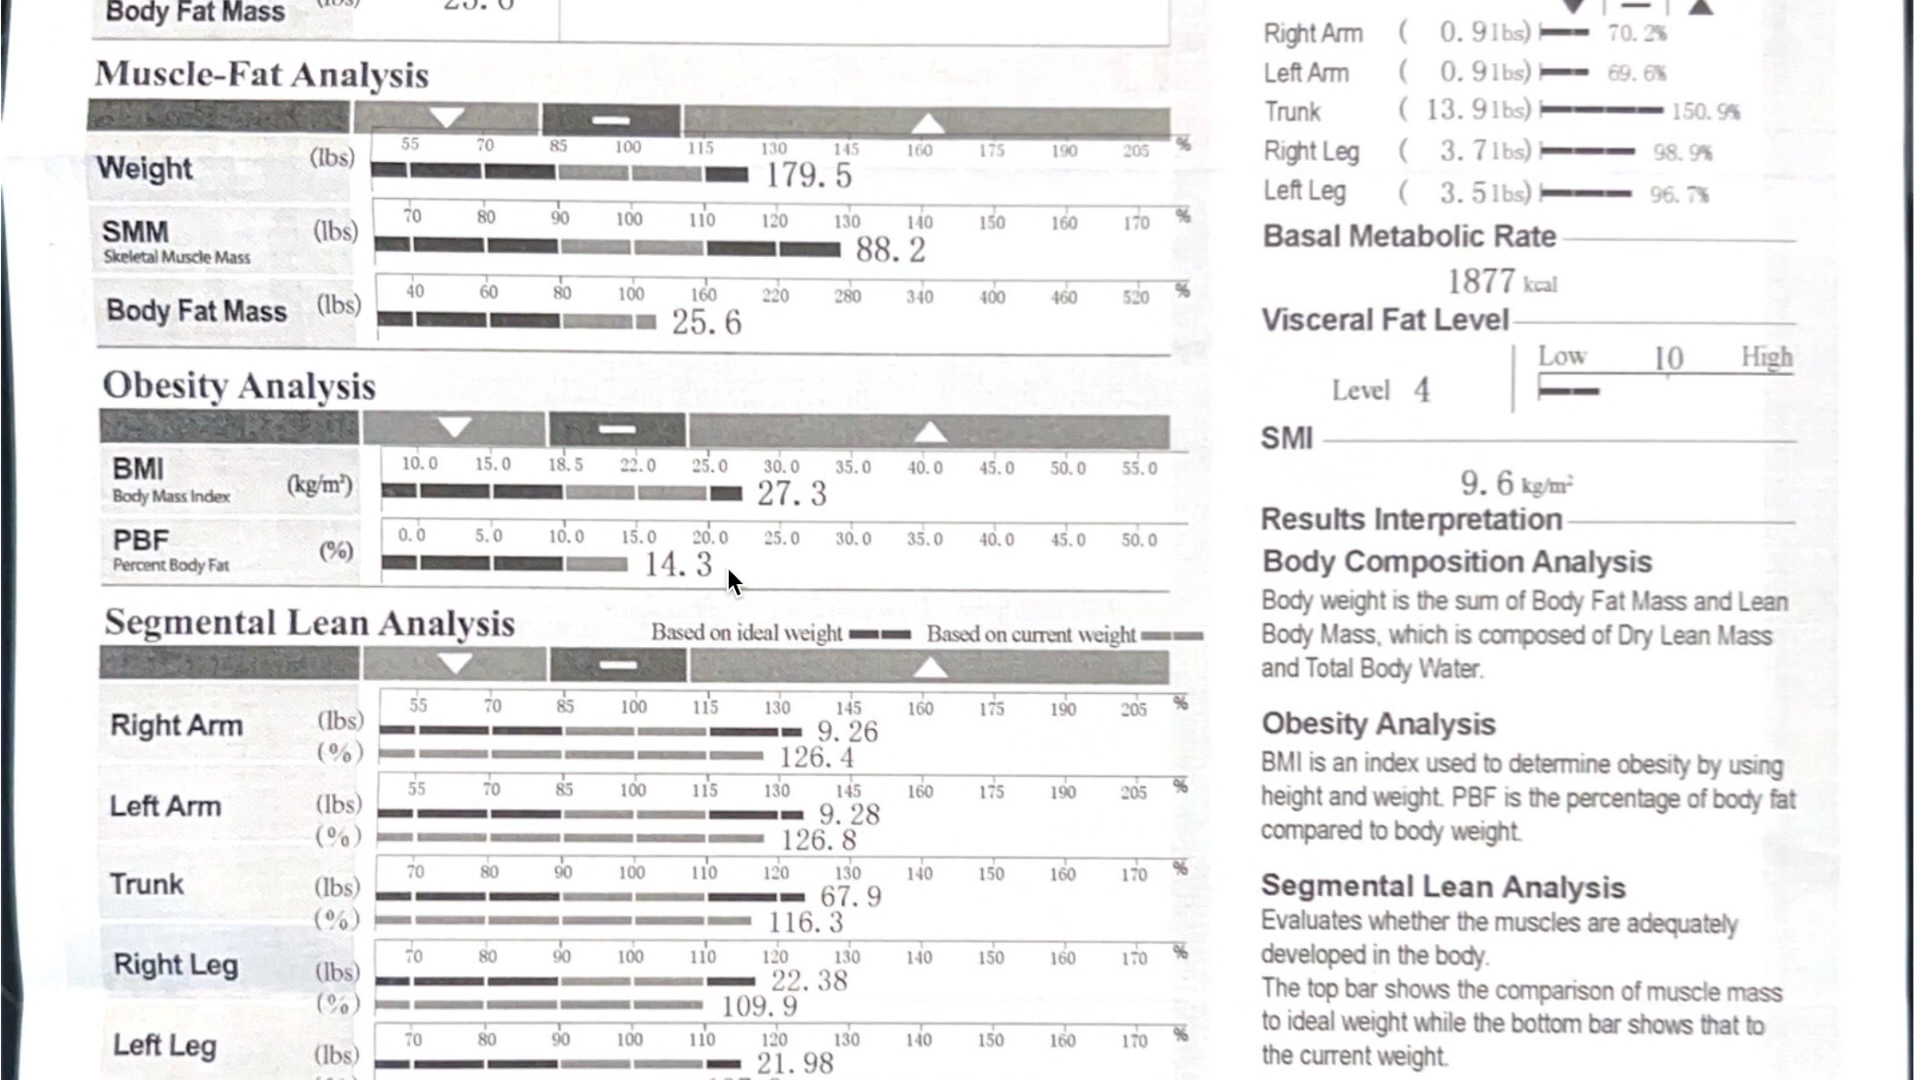 Body Fat Mass
Muscle-Fat Analysis
55 70 85 100 115 130 145 160 175 190 205 %
Weight (lbs) 179.5
70 80 90 100 110 120 130 140 150 160 170 %
SMM (lbs) 88.2
Skeletal Muscle Mass
40 60 80 100 160 220 280 340 400 460 520 %
Body Fat Mass (lbs) 25.6
Obesity Analysis
10.0 15.0 18.5 22.0 25.0 30.0 35.0 40.0 45.0 50.0 55.0
BMI (kg/m²) 27.3
Body Mass Index
0.0 5.0 10.0 15.0 20.0 25.0 30.0 35.0 40.0 45.0 50.0
PBF (%) 14.3
Percent Body Fat
Segmental Lean Analysis Based on ideal weight Based on current weight
55 70 85 100 115 130 145 160 175 190 205 %
Right Arm (lbs) 9.26
(%) 126.4
55 70 85 100 115 130 145 160 175 190 205 %
Left Arm (lbs) 9.28
(%) 126.8
70 80 90 100 110 120 130 140 150 160 170 %
Trunk (lbs) 67.9
(%) 116.3
70 80 90 100 110 120 130 140 150 160 170 %
Right Leg (lbs) 22.38
(%) 109.9
70 80 90 100 110 120 130 140 150 160 170 %
Left Leg (lbs) 21.98
Right Arm ( 0.9lbs) 70.2%
Left Arm ( 0.9lbs) 69.6%
Trunk ( 13.9lbs) 150.9%
Right Leg ( 3.7lbs) 98.9%
Left Leg ( 3.5lbs) 96.7%
Basal Metabolic Rate
1877 kcal
Visceral Fat Level
Low 10 High
Level 4
SMI
9.6 kg/m²
Results Interpretation
Body Composition Analysis
Body weight is the sum of Body Fat Mass and Lean
Body Mass, which is composed of Dry Lean Mass
and Total Body Water.
Obesity Analysis
BMI is an index used to determine obesity by using
height and weight. PBF is the percentage of body fat
compared to body weight.
Segmental Lean Analysis
Evaluates whether the muscles are adequately
developed in the body.
The top bar shows the comparison of muscle mass
to ideal weight while the bottom bar shows that to
the current weight.